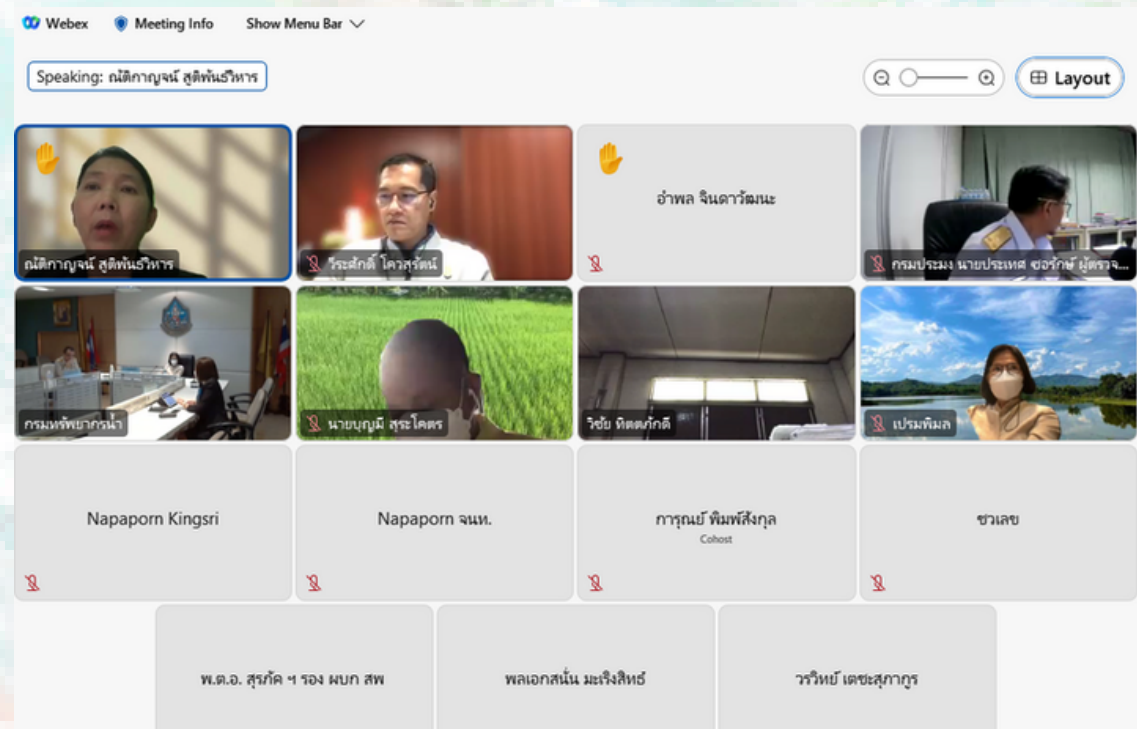 Webex
Meeting Info
Show Menu Bar
Speaking: ณัติกาญจน์ สูติพันธ์วิหาร
Layout
ณัติกาญจน์ สูติพันธ์วิหาร
วีระศักดิ์ โควสุรัตน์
อำพล จินดาวัฒนะ
กรมประมง นายประเทศ ซอรักษ์ ผู้ตรวจ...
กรมทรัพยากรน้ำ
นายบุญมี สุระโคตร
วิชัย ทิตตภักดี
เปรมพิมล
Napaporn Kingsri
Napaporn จนท.
การุณย์ พิมพ์สังกุล
Cohost
ชวเลข
พ.ต.อ. สุรภัค ฯ รอง ผบก สพ
พลเอกสนั่น มะเริงสิทธ์
วรวิทย์ เตชะสุภากูร